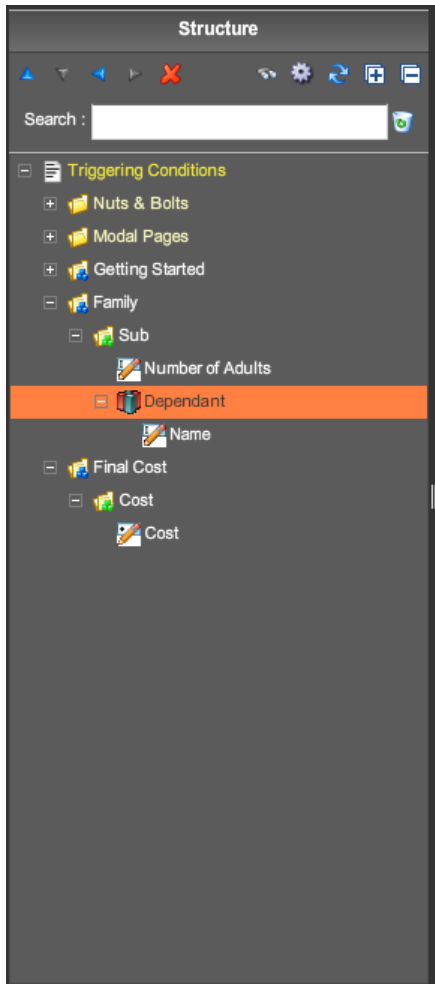 Structure
Search :
Triggering Conditions
Nuts & Bolts
Modal Pages
Getting Started
Family
Sub
Number of Adults
Dependant
Name
Final Cost
Cost
Cost